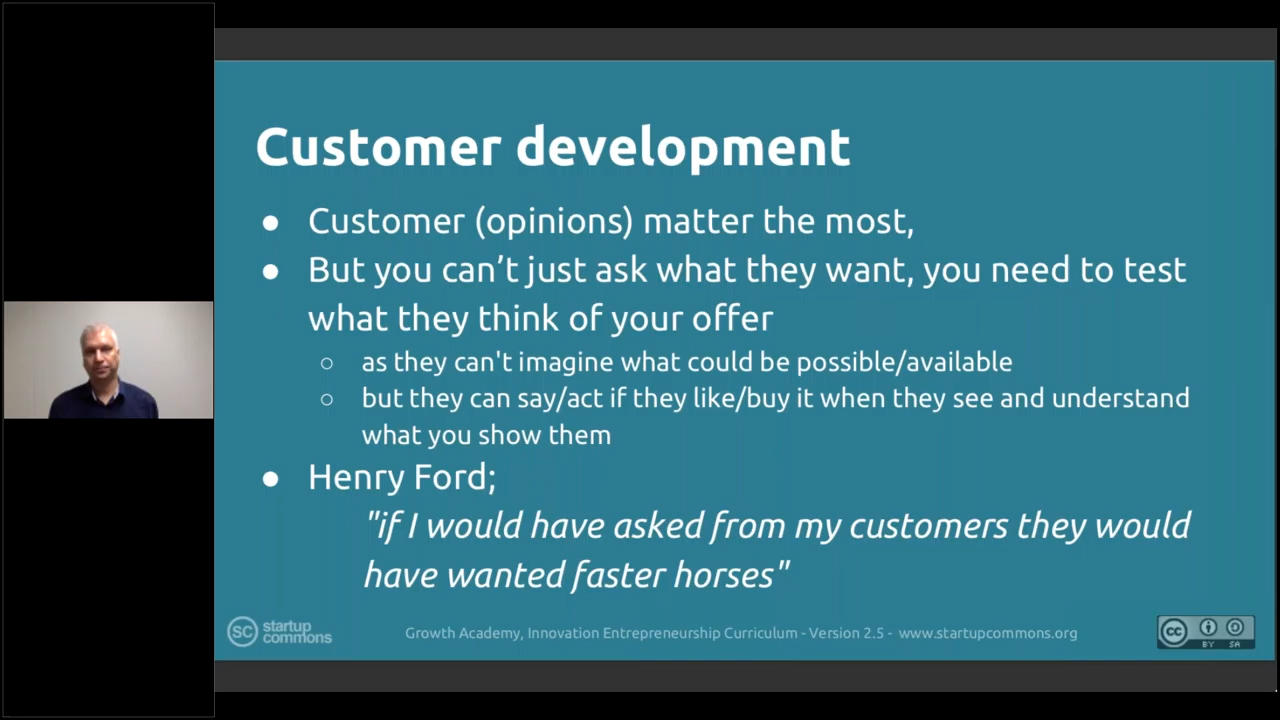 Customer development
● Customer (opinions) matter the most,
● But you can’t just ask what they want, you need to test
what they think of your offer
○ as they can't imagine what could be possible/available
○ but they can say/act if they like/buy it when they see and understand
what you show them
● Henry Ford;
"if I would have asked from my customers they would
have wanted faster horses"
SC startup
commons
Growth Academy, Innovation Entrepreneurship Curriculum - Version 2.5 - www.startupcommons.org
cc
BY SA